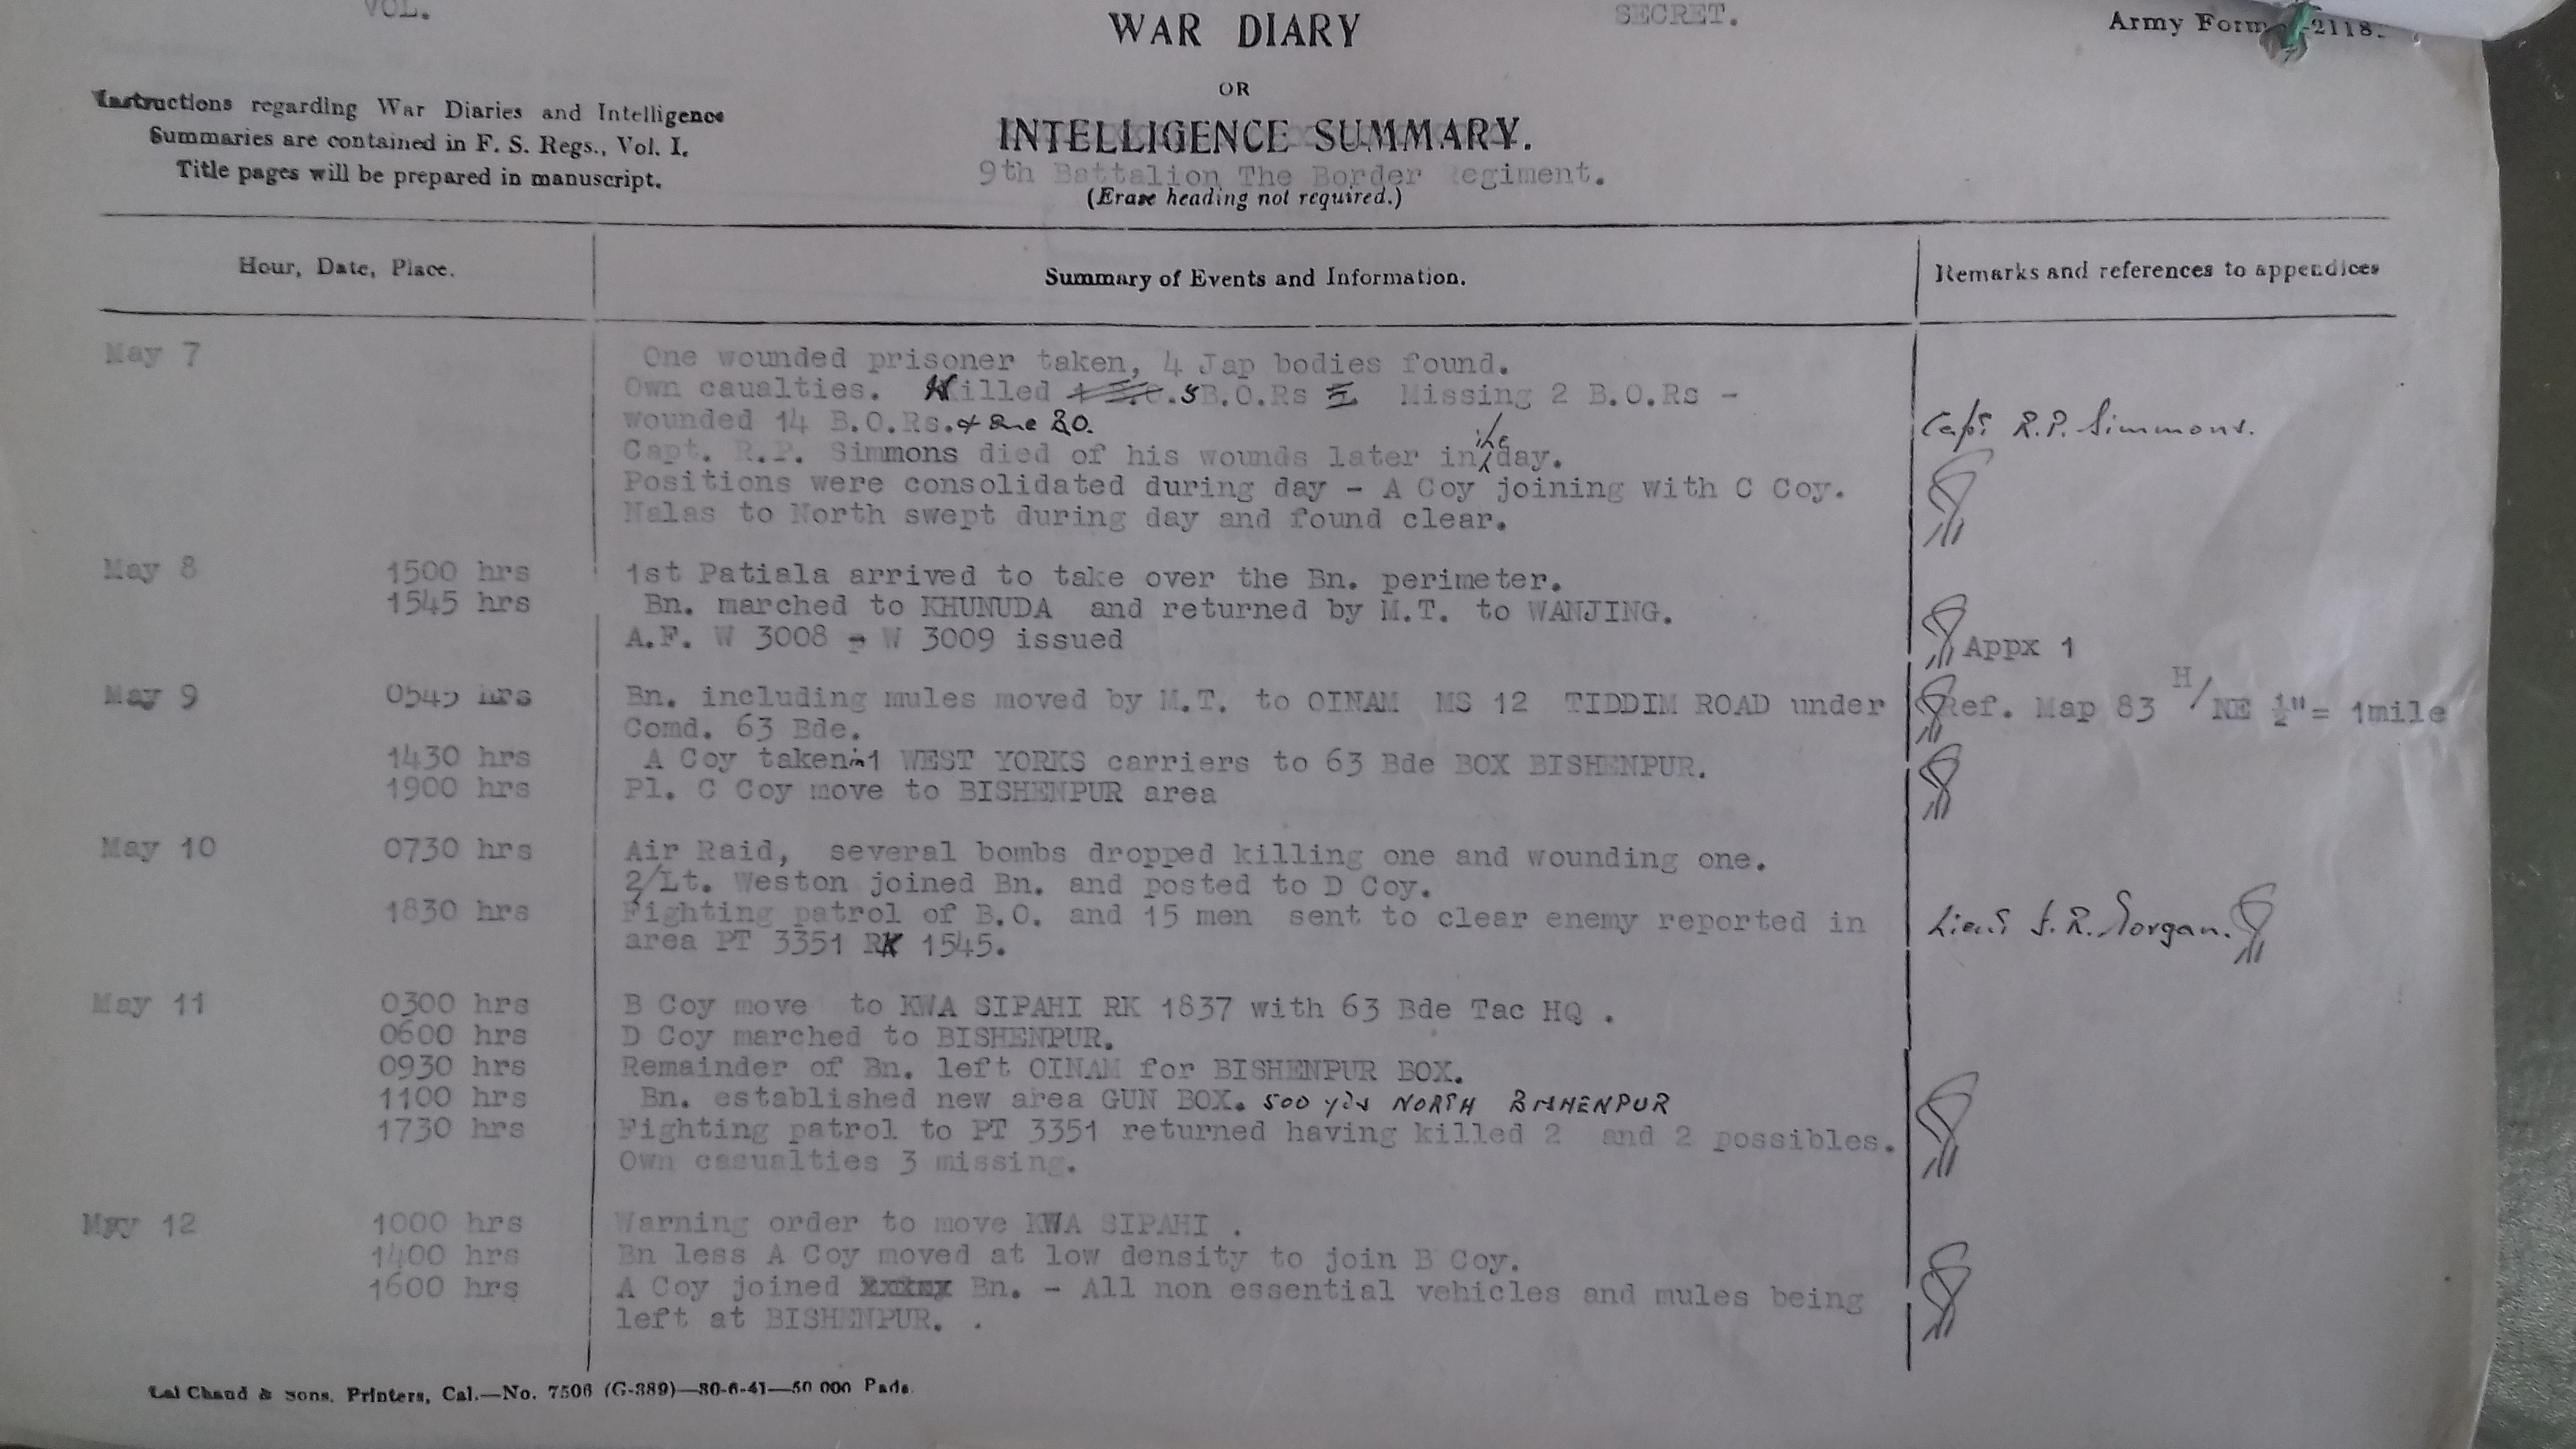 VOL.
SECRET.
WAR DIARY
Army Form 2118.
OR
Instructions regarding War Diaries and Intelligence
Summaries are contained in F. S. Regs., Vol. I.
Title pages will be prepared in manuscript.
INTELLIGENCE SUMMARY.
9th Battalion The Border Regiment.
(Erase heading not required.)
Hour, Date, Place.
Summary of Events and Information.
Remarks and references to appendices
May 7
One wounded prisoner taken, 4 Jap bodies found.
Own caualties. Killed 5 B.O.Rs Missing 2 B.O.Rs -
wounded 14 B.O.Rs. & one BO.
Capt. R.P. Simmons died of his wounds later in the day.
Capt R.P. Simmons.
Positions were consolidated during day - A Coy joining with C Coy.
Nalas to North swept during day and found clear.
May 8 1500 hrs 1st Patiala arrived to take over the Bn. perimeter.
1545 hrs Bn. marched to KHUNUDA and returned by M.T. to WANJING.
A.F. W 3008 - W 3009 issued Appx 1
May 9 0545 hrs Bn. including mules moved by M.T. to OINAM MS 12 TIDDIM ROAD under Ref. Map 83 H/NE ½"= 1mile
Comd. 63 Bde.
1430 hrs A Coy taken in 1 WEST YORKS carriers to 63 Bde BOX BISHENPUR.
1900 hrs Pl. C Coy move to BISHENPUR area
May 10 0730 hrs Air Raid, several bombs dropped killing one and wounding one.
2/Lt. Weston joined Bn. and posted to D Coy.
1830 hrs Fighting patrol of B.O. and 15 men sent to clear enemy reported in
area PT 3351 RK 1545.
Lieut R. Morgan.
May 11 0300 hrs B Coy move to KWA SIPAHI RK 1837 with 63 Bde Tac HQ .
0600 hrs D Coy marched to BISHENPUR.
0930 hrs Remainder of Bn. left OINAM for BISHENPUR BOX.
1100 hrs Bn. established new area GUN BOX. 500 yds NORTH BISHENPUR
1730 hrs Fighting patrol to PT 3351 returned having killed 2 and 2 possibles.
Own casualties 3 missing.
May 12 1000 hrs Warning order to move KWA SIPAHI .
1400 hrs Bn less A Coy moved at low density to join B Coy.
1600 hrs A Coy joined Bn. - All non essential vehicles and mules being
left at BISHENPUR. .
Lal Chand & Sons, Printers, Cal.—No. 7506 (G-389)—30-6-41—50 000 Pads.